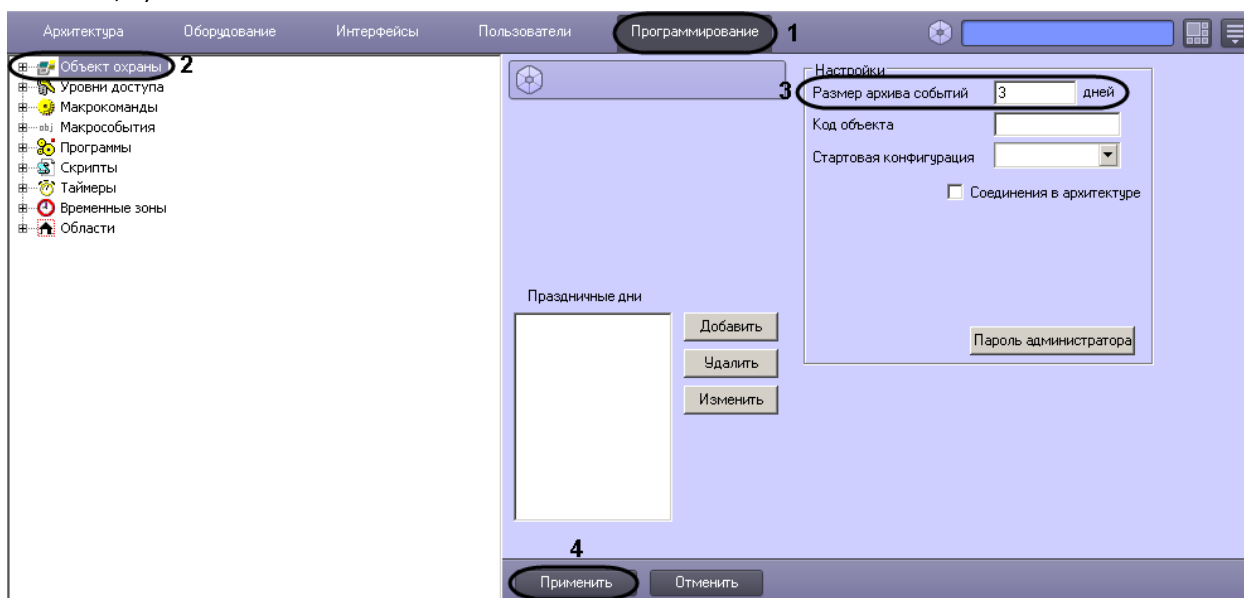 Архитектура Оборудование Интерфейсы Пользователи Программирование 1
Объект охраны 2
Уровни доступа
Макрокоманды
Макрособытия
Программы
Скрипты
Таймеры
Временные зоны
Области
Настройки
3 Размер архива событий 3 дней
Код объекта
Стартовая конфигурация
Соединения в архитектуре
Праздничные дни
Добавить
Удалить
Изменить
Пароль администратора
4
Применить Отменить